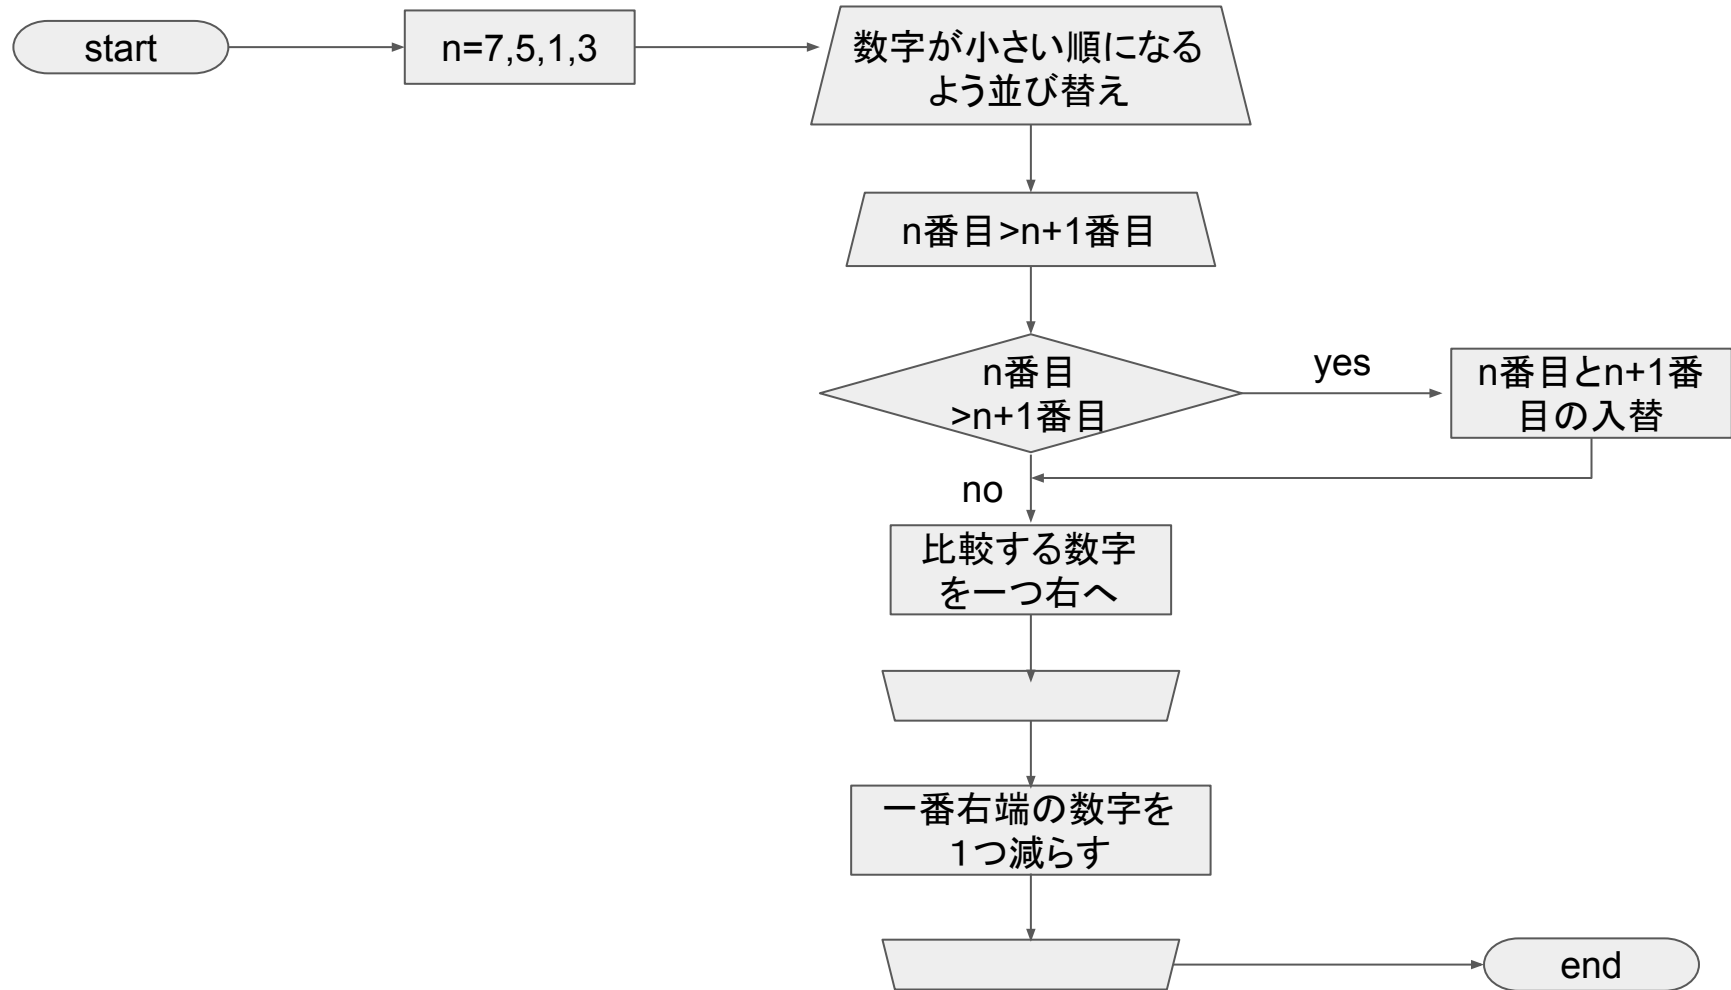 start
n=7,5,1,3
数字が小さい順になる
よう並び替え
n番目>n+1番目
n番目
>n+1番目
yes
n番目とn+1番
目の入替
no
比較する数字
を一つ右へ
一番右端の数字を
１つ減らす
end